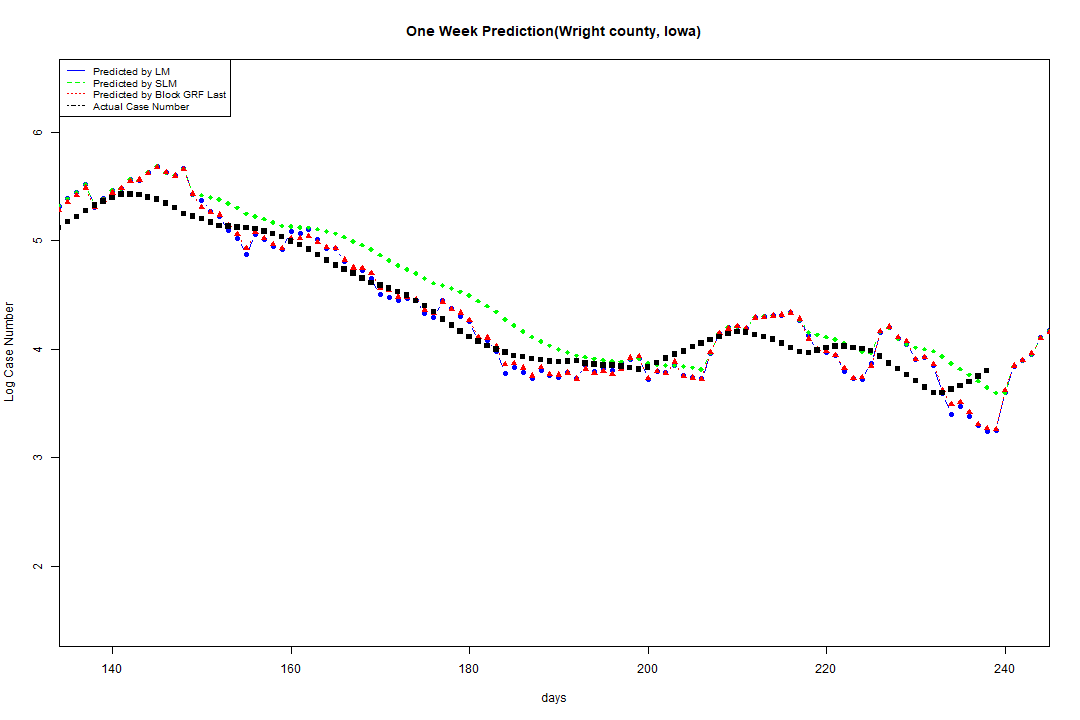 One Week Prediction(Wright county, Iowa)
Predicted by LM
Predicted by SLM
Predicted by Block GRF Last
Actual Case Number
6
5
4
3
2
Log Case Number
140 160 180 200 220 240
days